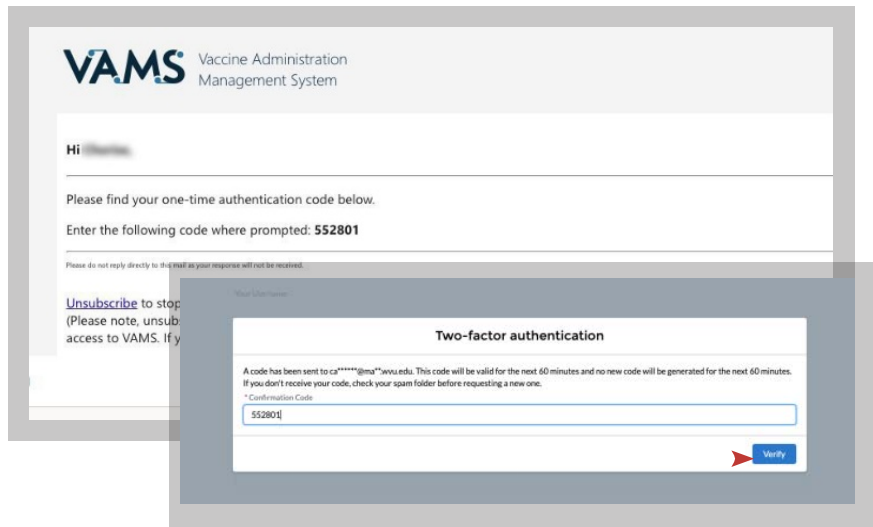 VAMS Vaccine Administration
Management System
Hi
Please find your one-time authentication code below.
Enter the following code where prompted: 552801
Please do not reply directly to this mail as your response will not be received.
Unsubscribe to stop
(Please note, unsub
access to VAMS. If y
Your Username
Two-factor authentication
A code has been sent to ca******@ma**.wvu.edu. This code will be valid for the next 60 minutes and no new code will be generated for the next 60 minutes.
If you don't receive your code, check your spam folder before requesting a new one.
* Confirmation Code
552801
Verify